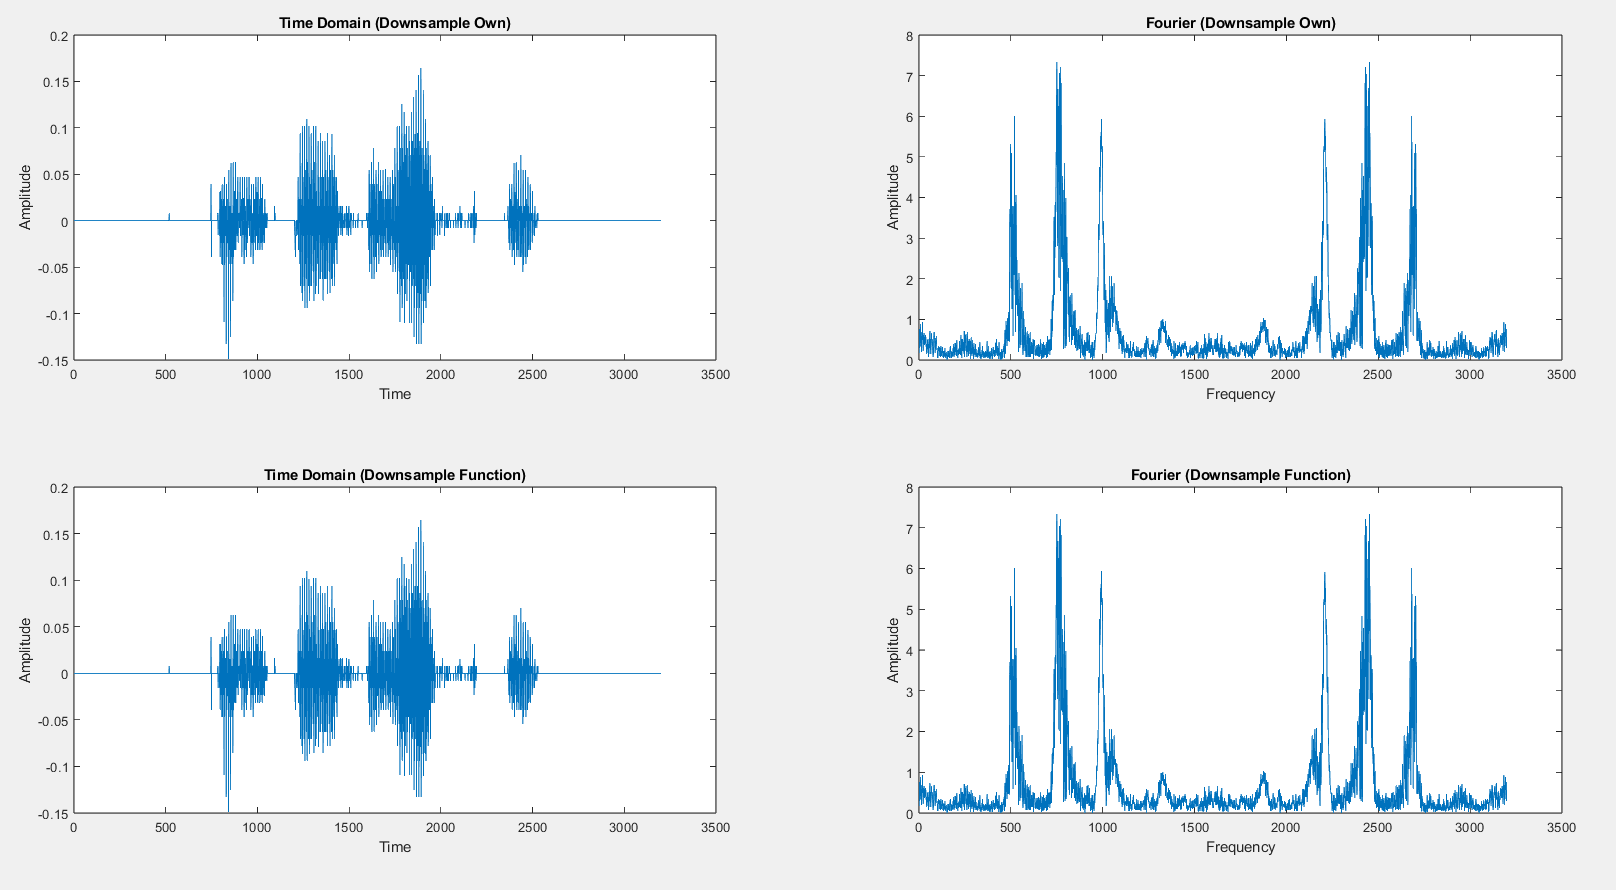 Time Domain (Downsample Own)
0.2
0.15
0.1
0.05
0
-0.05
-0.1
-0.15
Amplitude
0 500 1000 1500 2000 2500 3000 3500
Time
Fourier (Downsample Own)
8
7
6
5
4
3
2
1
0
Amplitude
0 500 1000 1500 2000 2500 3000 3500
Frequency
Time Domain (Downsample Function)
0.2
0.15
0.1
0.05
0
-0.05
-0.1
-0.15
Amplitude
0 500 1000 1500 2000 2500 3000 3500
Time
Fourier (Downsample Function)
8
7
6
5
4
3
2
1
0
Amplitude
0 500 1000 1500 2000 2500 3000 3500
Frequency